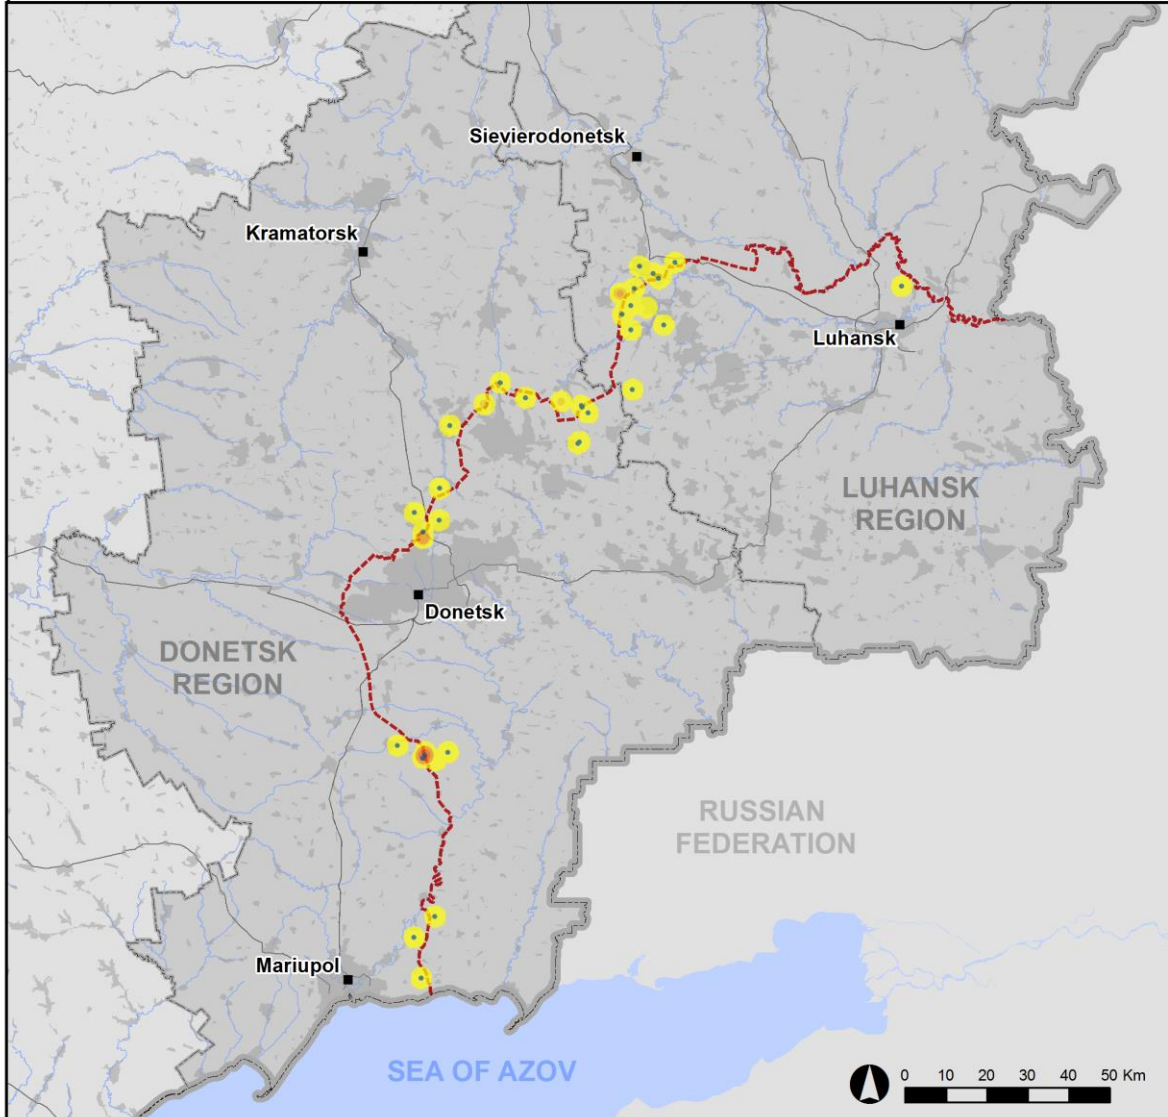 Sievierodonetsk
Kramatorsk
Luhansk
LUHANSK
REGION
Donetsk
DONETSK
REGION
RUSSIAN
FEDERATION
Mariupol
SEA OF AZOV
0 10 20 30 40 50 Km